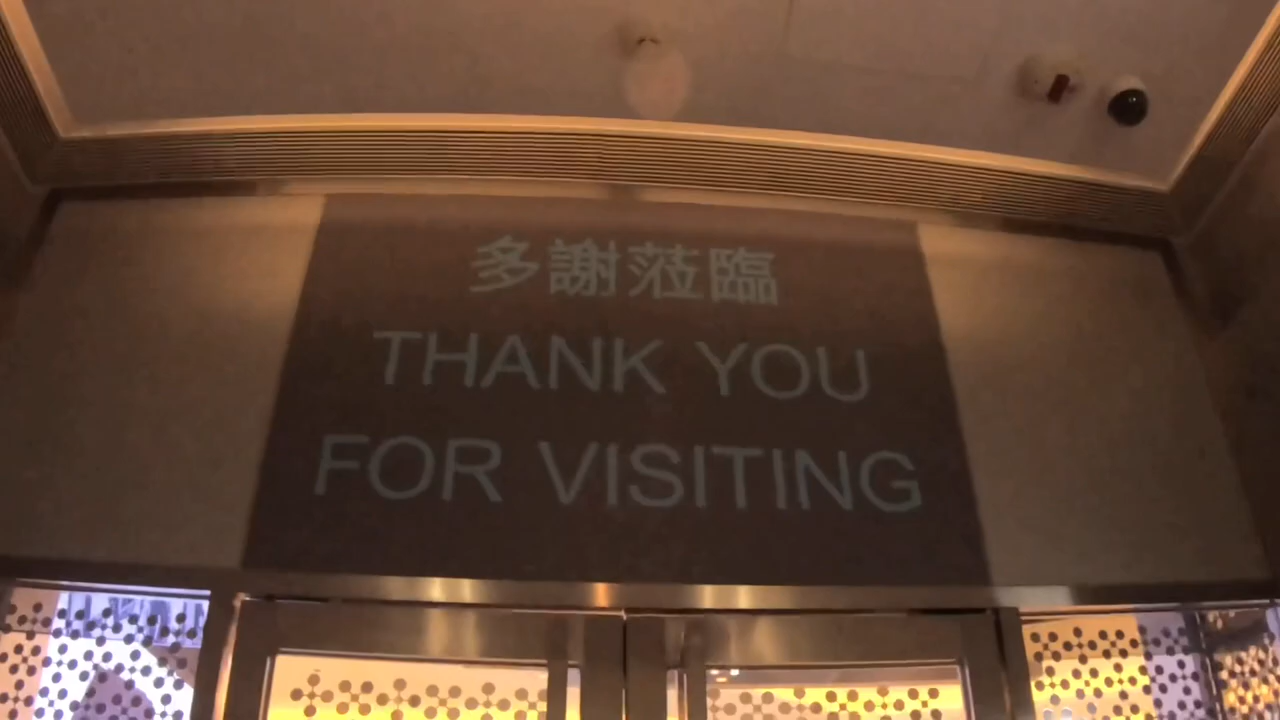 多謝蒞臨
THANK YOU
FOR VISITING